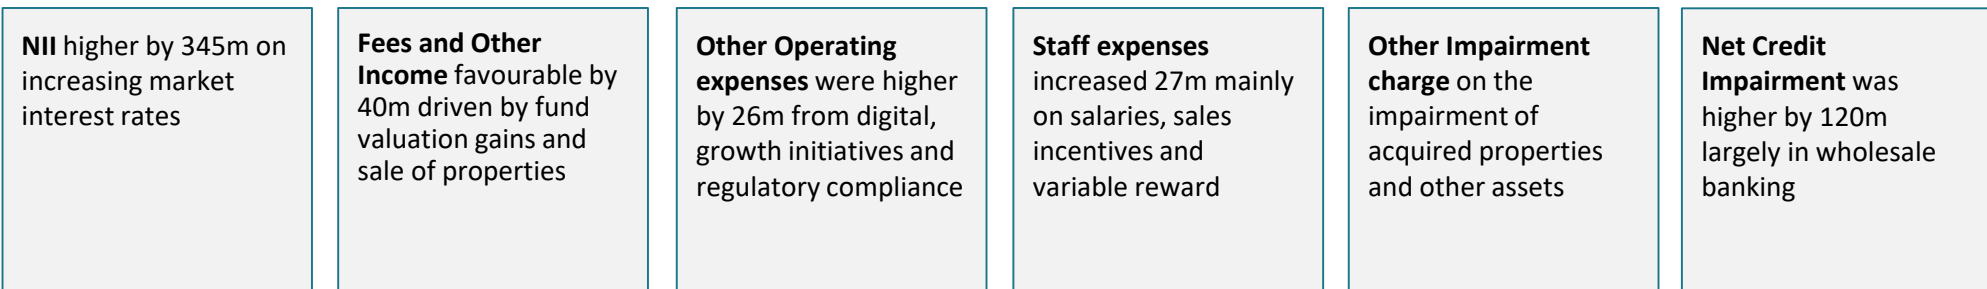 NII higher by 345m on
increasing market
interest rates
Fees and Other
Income favourable by
40m driven by fund
valuation gains and
sale of properties
Other Operating
expenses were higher
by 26m from digital,
growth initiatives and
regulatory compliance
Staff expenses
increased 27m mainly
on salaries, sales
incentives and
variable reward
Other Impairment
charge on the
impairment of
acquired properties
and other assets
Net Credit
Impairment was
higher by 120m
largely in wholesale
banking